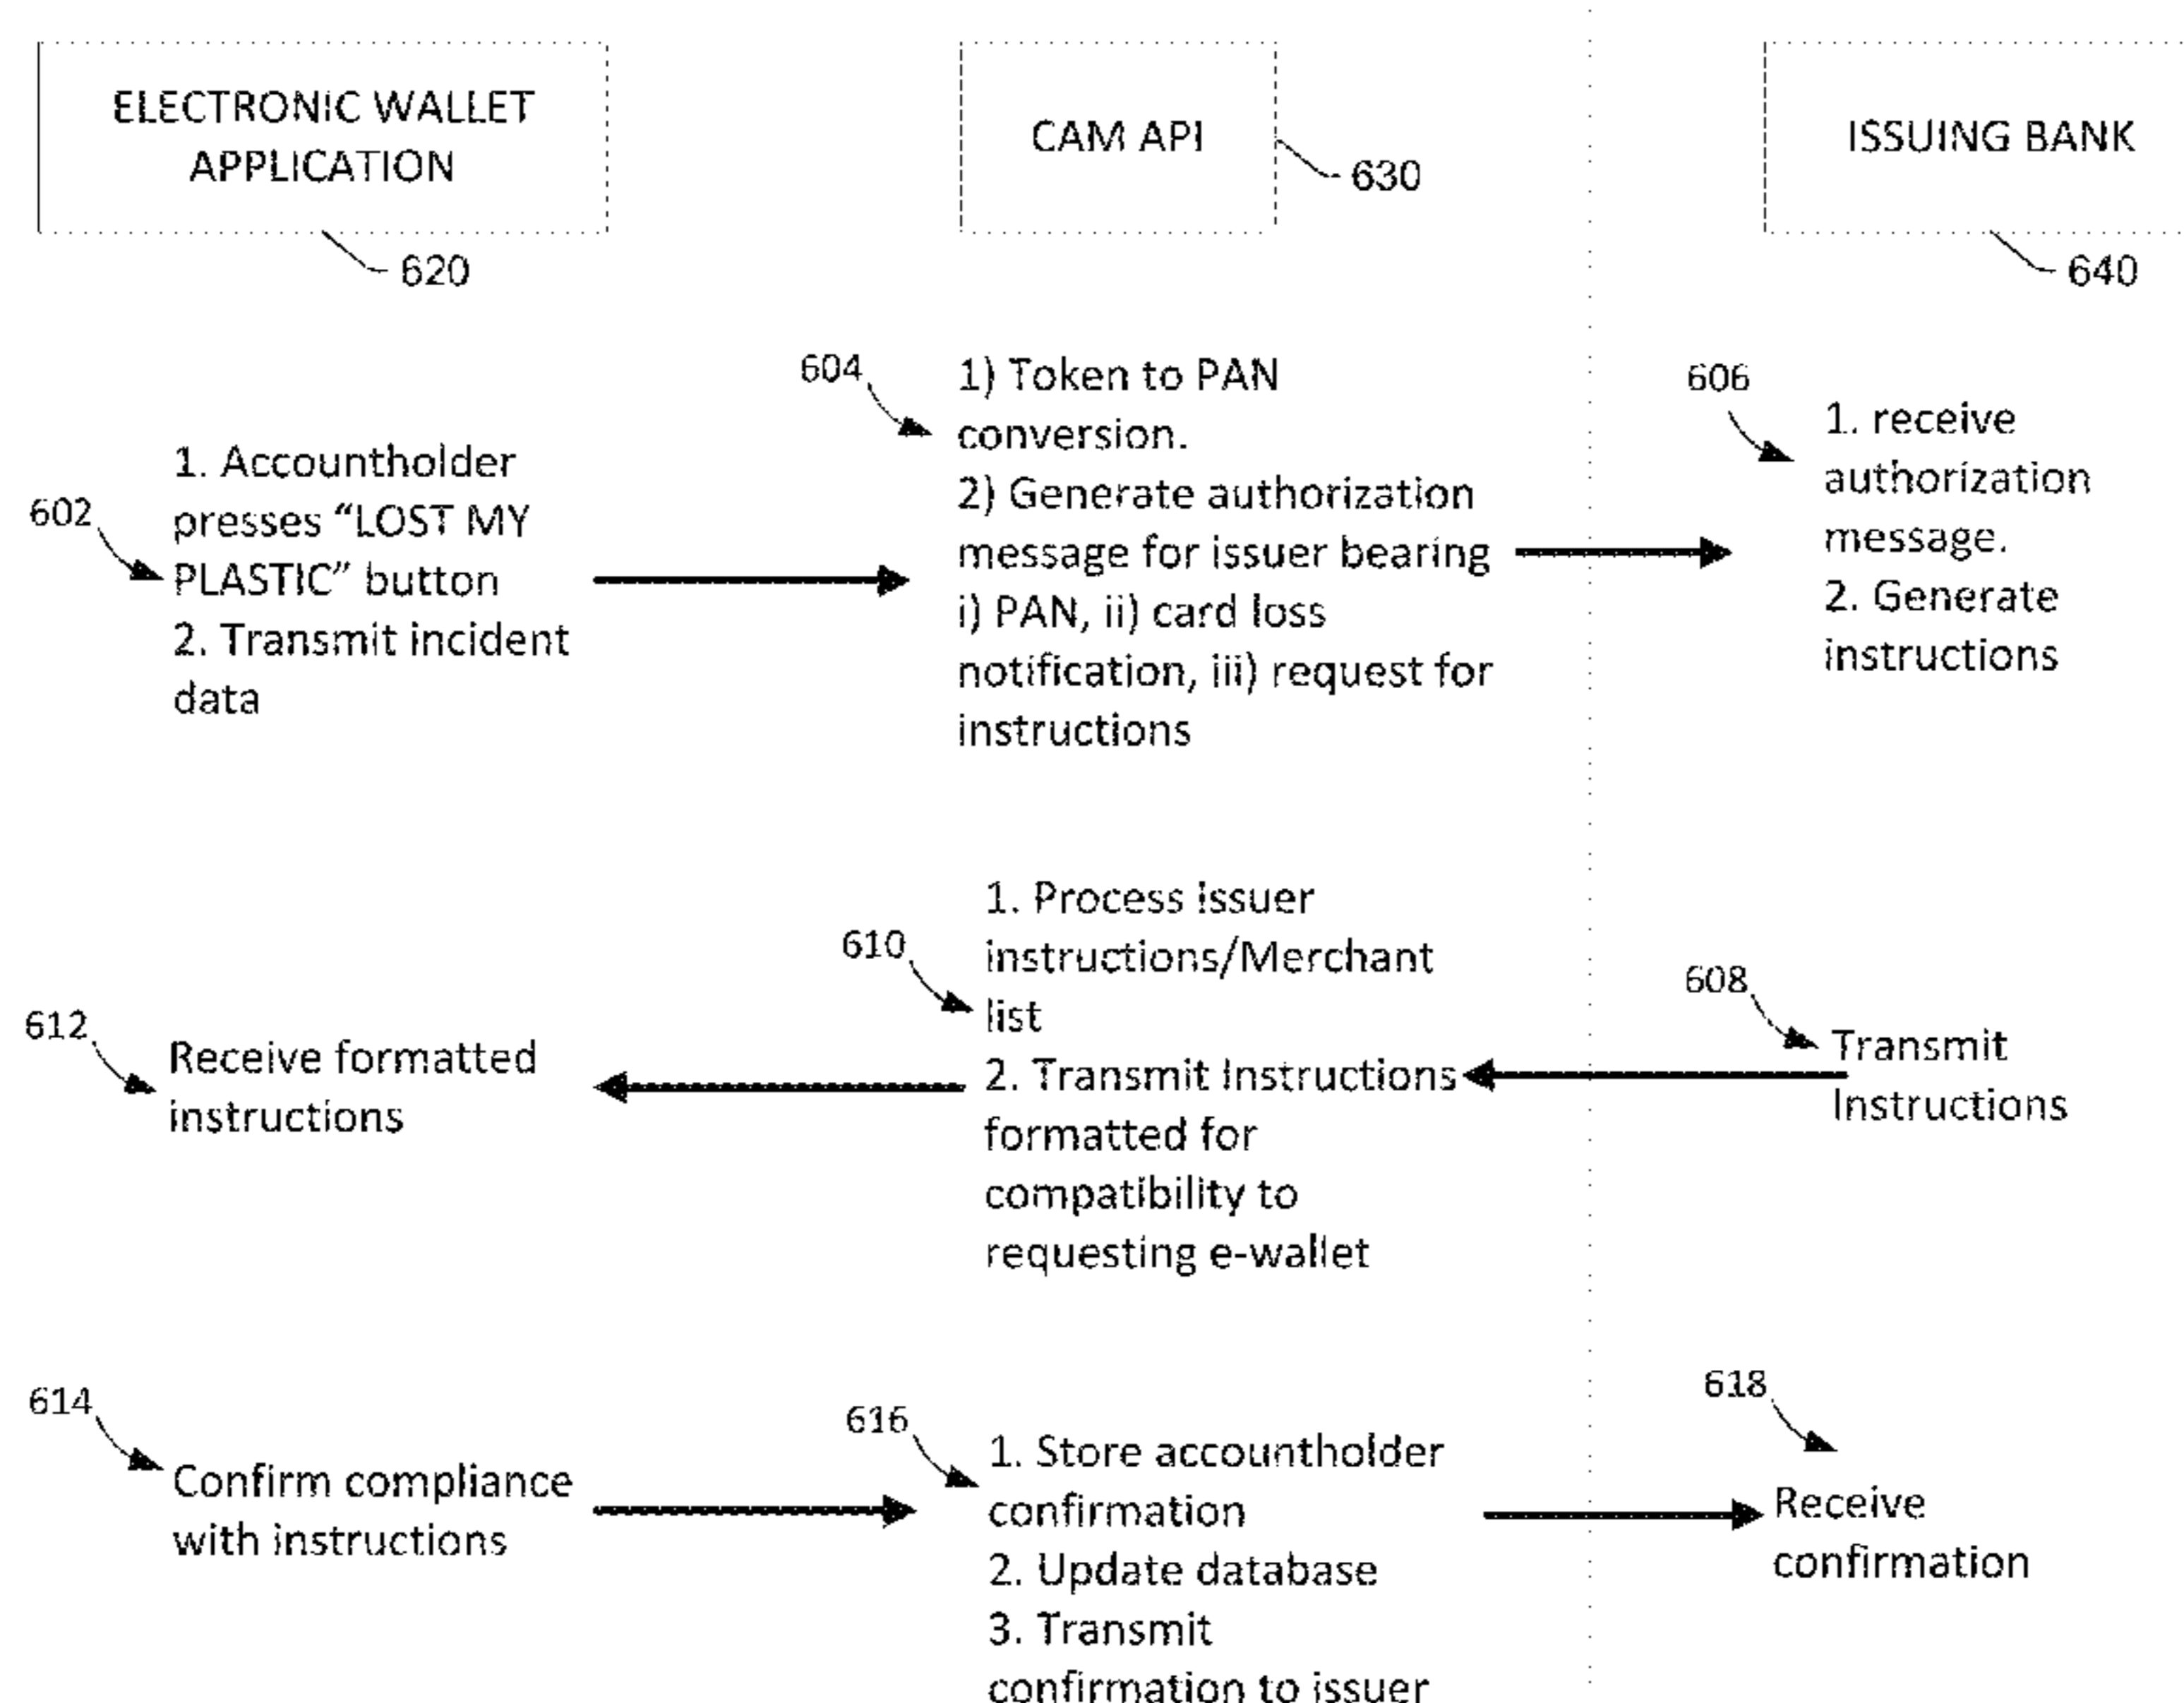 ELECTRONIC WALLET
APPLICATION
620
CAM API
630
ISSUING BANK
640
602
1. Accountholder
presses “LOST MY
PLASTIC” button
2. Transmit incident
data
604
1) Token to PAN
conversion.
2) Generate authorization
message for issuer bearing
i) PAN, ii) card loss
notification, iii) request for
instructions
606
1. receive
authorization
message.
2. Generate
instructions
608
Transmit
Instructions
610
1. Process Issuer
instructions/Merchant
list
2. Transmit Instructions
formatted for
compatibility to
requesting e-wallet
612
Receive formatted
instructions
614
Confirm compliance
with instructions
616
1. Store accountholder
confirmation
2. Update database
3. Transmit
confirmation to issuer
618
Receive
confirmation